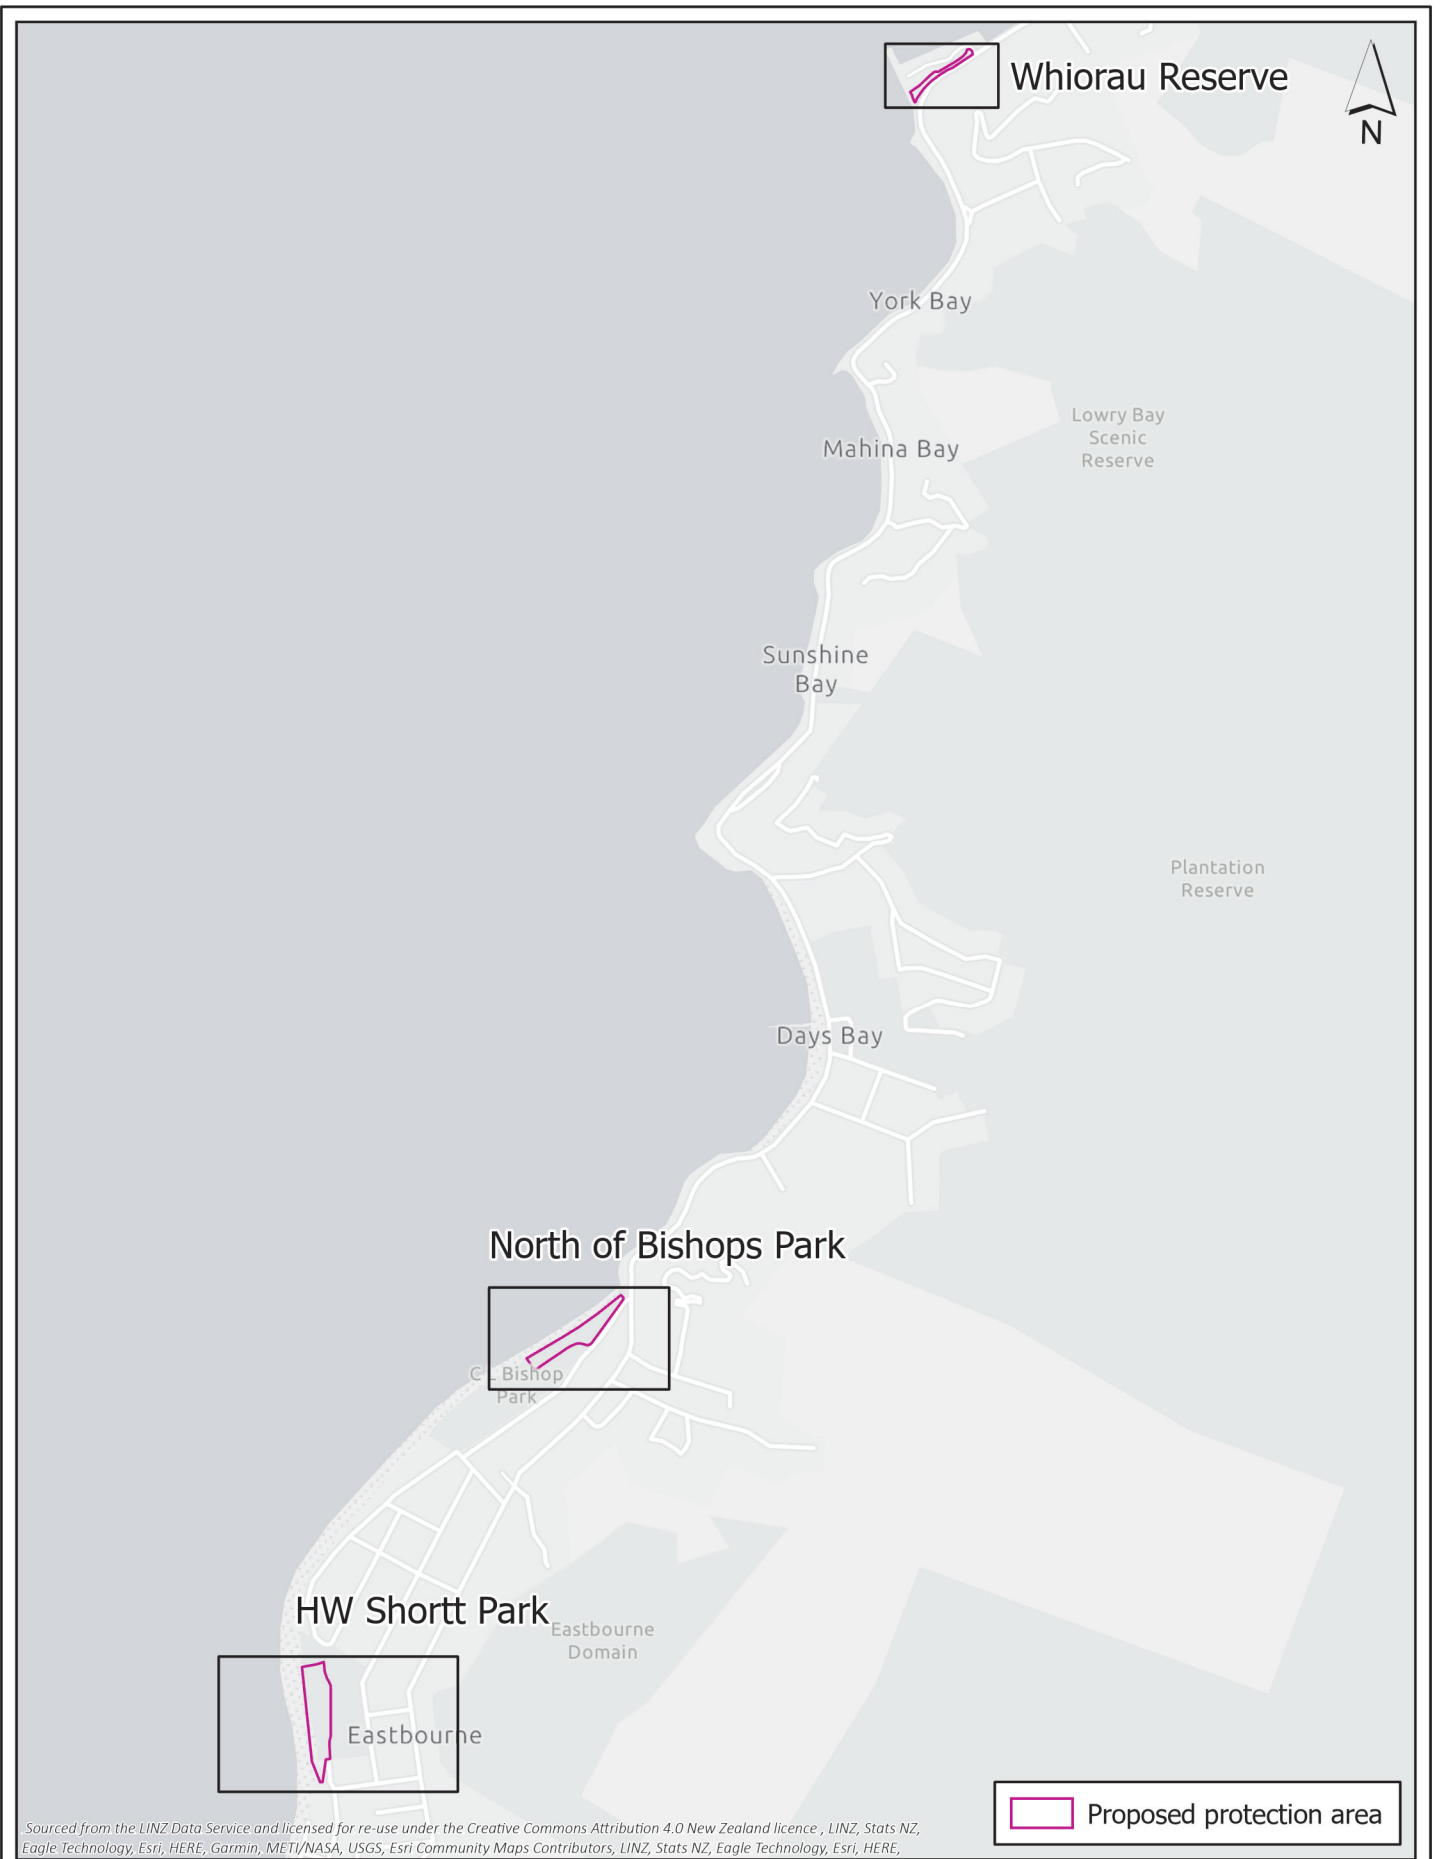 Whiorau Reserve
N
York Bay
Lowry Bay
Scenic
Reserve
Mahina Bay
Sunshine
Bay
Plantation
Reserve
Days Bay
North of Bishops Park
C L Bishop
Park
HW Shortt Park
Eastbourne
Domain
Eastbourne
Proposed protection area
Sourced from the LINZ Data Service and licensed for re-use under the Creative Commons Attribution 4.0 New Zealand licence , LINZ, Stats NZ,
Eagle Technology, Esri, HERE, Garmin, METI/NASA, USGS, Esri Community Maps Contributors, LINZ, Stats NZ, Eagle Technology, Esri, HERE,